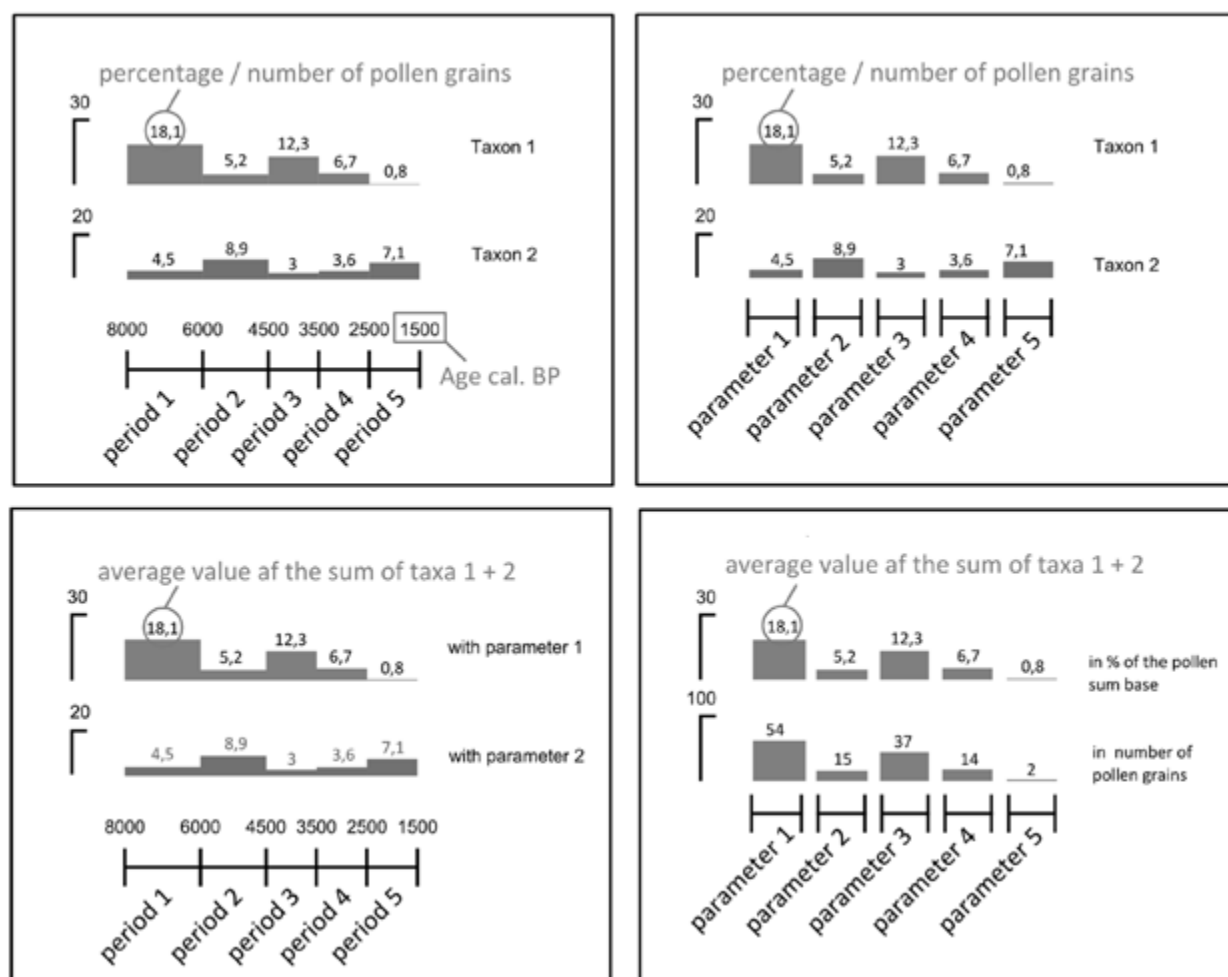 percentage / number of pollen grains
30
18,1
5,2
12,3
6,7
0,8
Taxon 1
20
4,5
8,9
3
3,6
7,1
Taxon 2
8000 6000 4500 3500 2500 1500
Age cal. BP
period 1
period 2
period 3
period 4
period 5
percentage / number of pollen grains
30
18,1
5,2
12,3
6,7
0,8
Taxon 1
20
4,5
8,9
3
3,6
7,1
Taxon 2
parameter 1
parameter 2
parameter 3
parameter 4
parameter 5
average value af the sum of taxa 1 + 2
30
18,1
5,2
12,3
6,7
0,8
with parameter 1
20
4,5
8,9
3
3,6
7,1
with parameter 2
8000 6000 4500 3500 2500 1500
period 1
period 2
period 3
period 4
period 5
average value af the sum of taxa 1 + 2
30
18,1
5,2
12,3
6,7
0,8
in % of the pollen
sum base
100
54
15
37
14
2
in number of
pollen grains
parameter 1
parameter 2
parameter 3
parameter 4
parameter 5